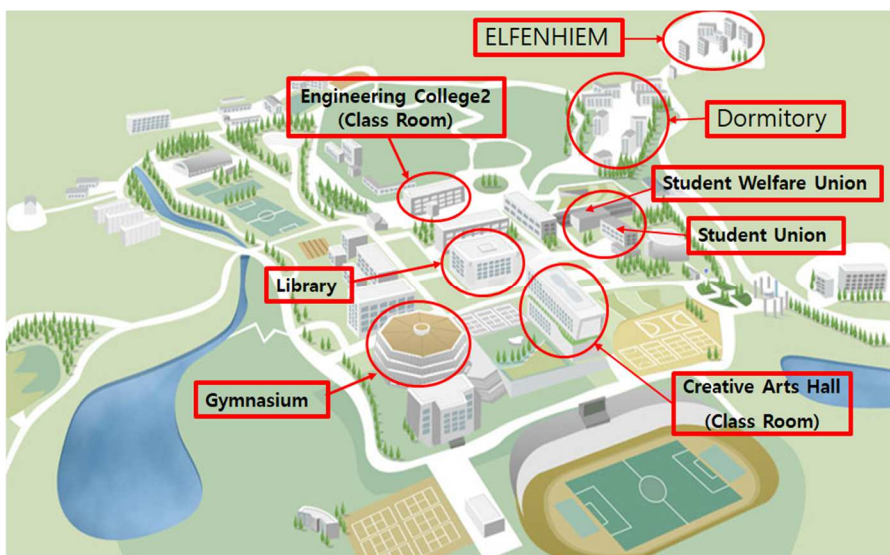 ELFENHIEM
Engineering College2
(Class Room)
Dormitory
Student Welfare Union
Student Union
Library
Gymnasium
Creative Arts Hall
(Class Room)